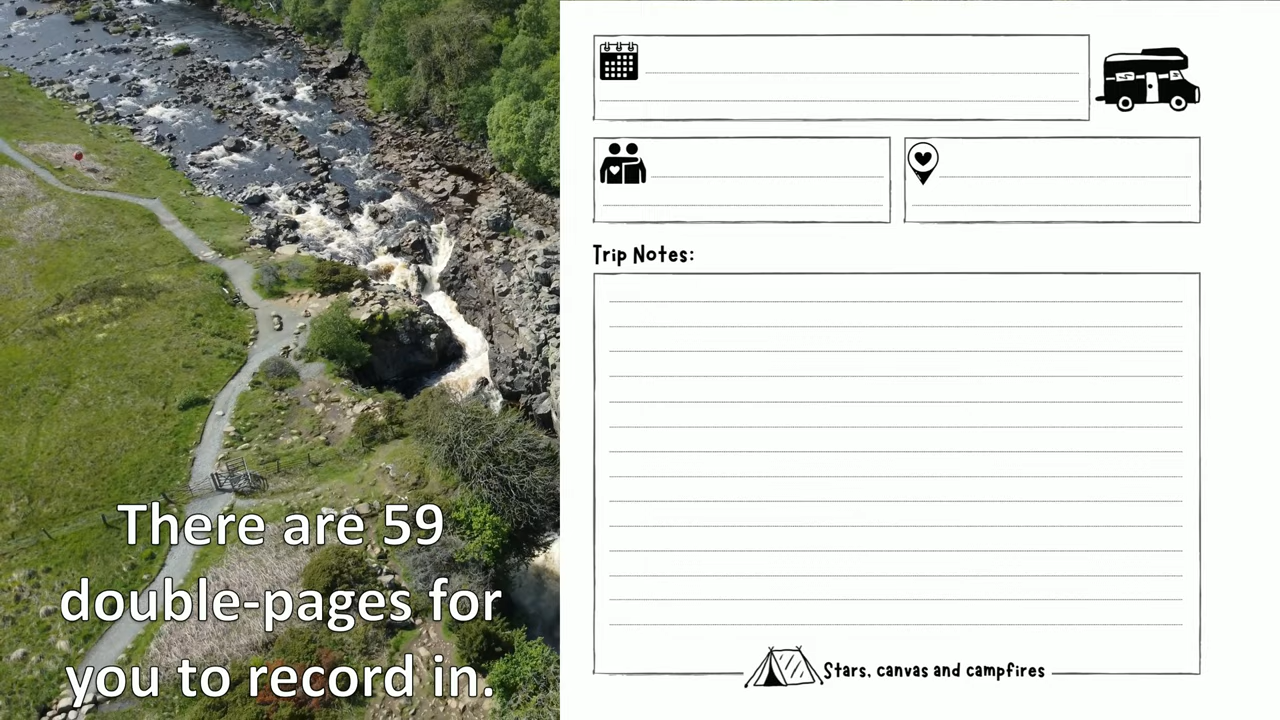 There are 59
double-pages for
you to record in.
Trip Notes:
Stars, canvas and campfires